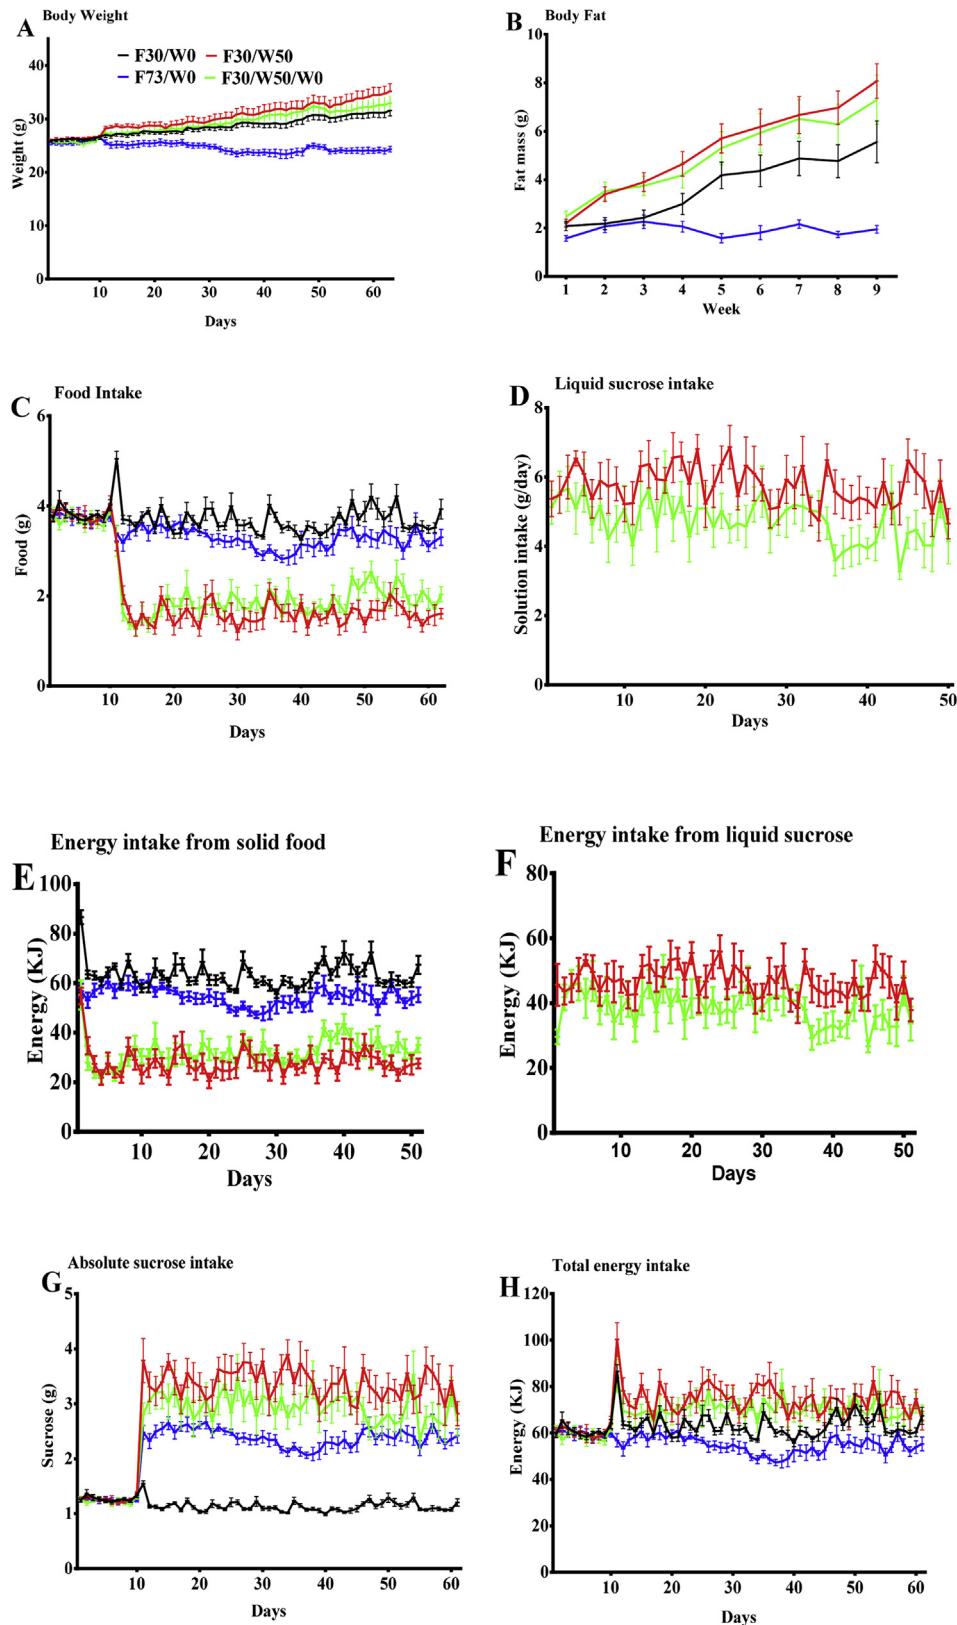 Body Weight
A
F30/W0 F30/W50
F73/W0 F30/W50/W0
Weight (g)
40
30
20
10
0
10 20 30 40 50 60
Days
Body Fat
B
Fat mass (g)
10
8
6
4
2
0
1 2 3 4 5 6 7 8 9
Week
Food Intake
C
Food (g)
6
4
2
0
10 20 30 40 50 60
Days
Liquid sucrose intake
D
Solution intake (g/day)
8
6
4
2
0
10 20 30 40 50
Days
Energy intake from solid food
E
Energy (KJ)
100
80
60
40
20
0
10 20 30 40 50
Days
Energy intake from liquid sucrose
F
Energy (KJ)
80
60
40
20
0
10 20 30 40 50
Days
Absolute sucrose intake
G
Sucrose (g)
5
4
3
2
1
0
10 20 30 40 50 60
Days
Total energy intake
H
Energy (KJ)
120
100
80
60
40
20
0
10 20 30 40 50 60
Days